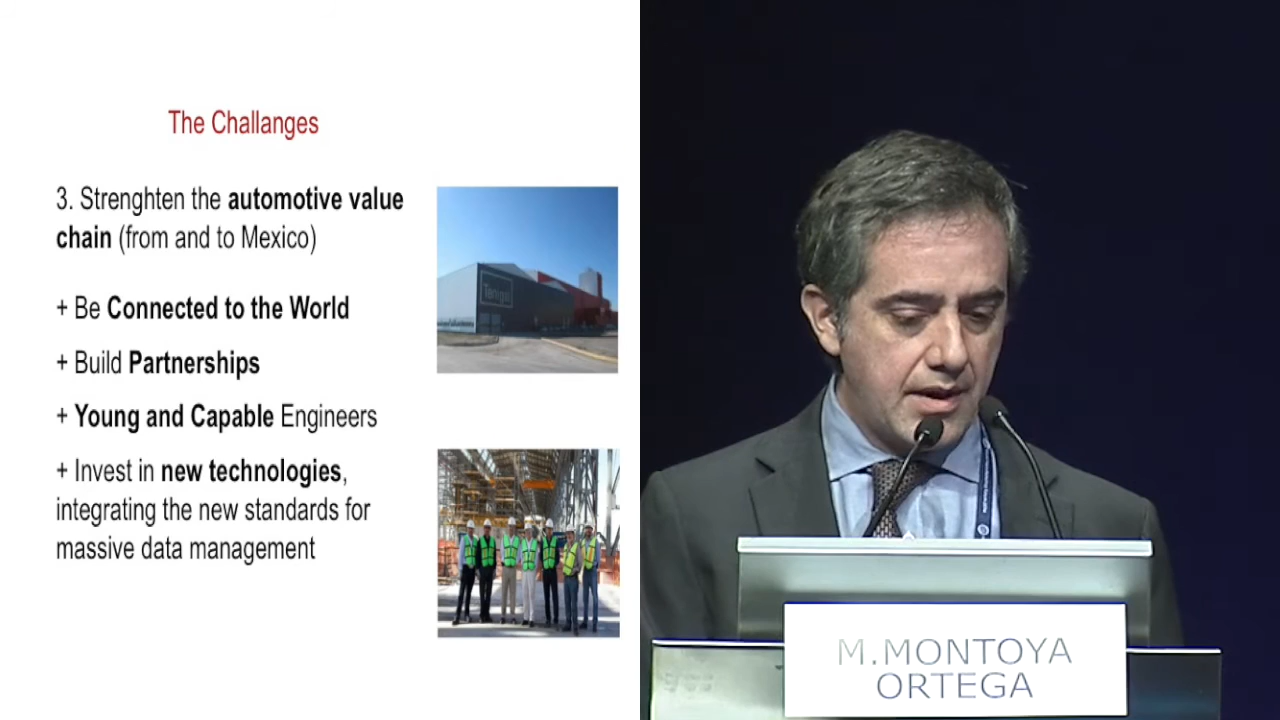 The Challanges
3. Strenghten the automotive value
chain (from and to Mexico)
+ Be Connected to the World
+ Build Partnerships
+ Young and Capable Engineers
+ Invest in new technologies,
integrating the new standards for
massive data management
Tenigal
M.MONTOYA
ORTEGA